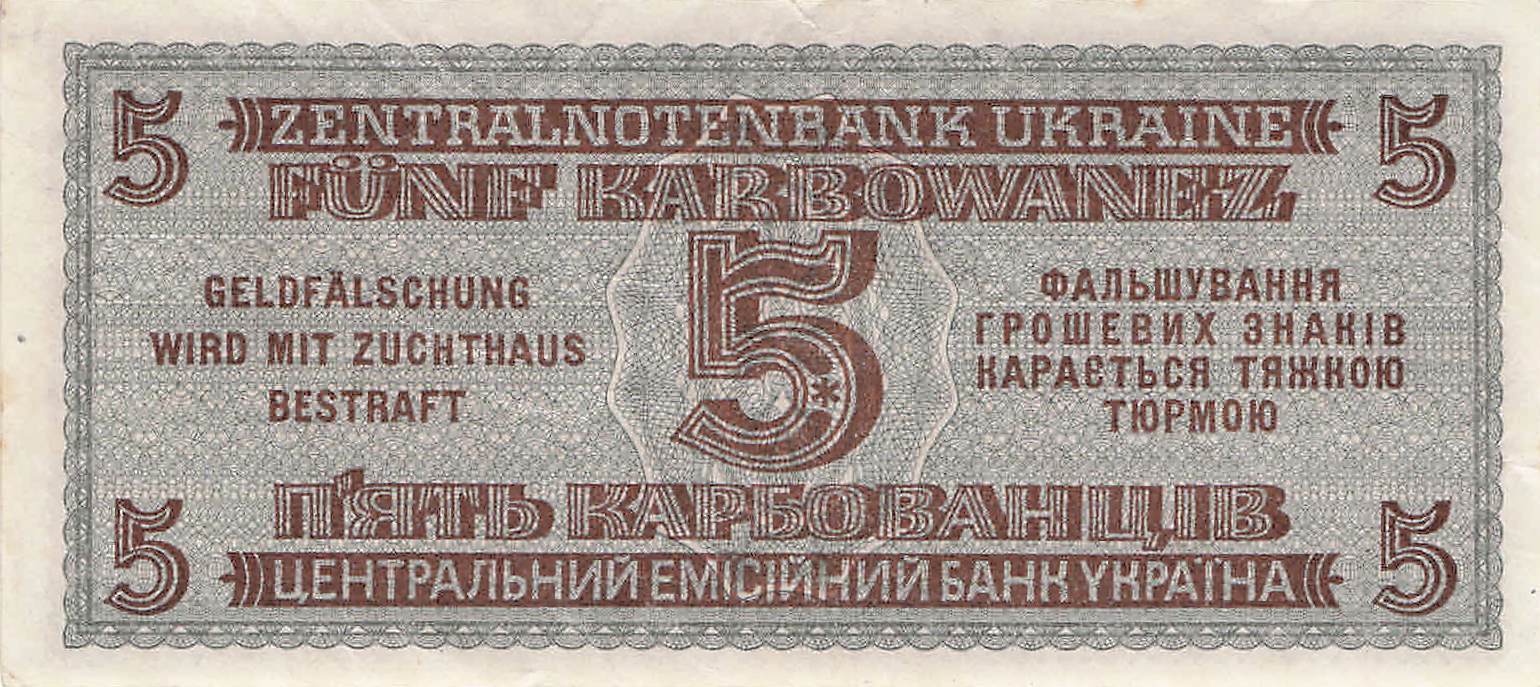 5 ZENTRALNOTENBANK UKRAINE 5
FÜNF KARBOWANEZ
5
GELDFÄLSCHUNG
WIRD MIT ZUCHTHAUS
BESTRAFT
ФАЛЬШУВАННЯ
ГРОШЕВИХ ЗНАКІВ
КАРАЄТЬСЯ ТЯЖКОЮ
ТЮРМОЮ
П'ЯТЬ КАРБОВАНЦІВ
5 ЦЕНТРАЛЬНИЙ ЕМІСІЙНИЙ БАНК УКРАЇНА 5